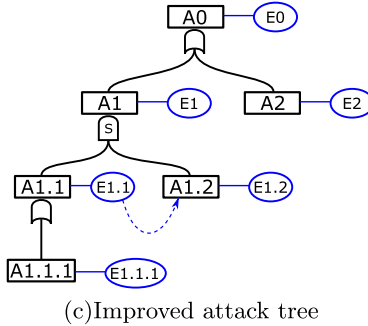 A0 E0
A1 E1 A2 E2
S
A1.1 E1.1 A1.2 E1.2
A1.1.1 E1.1.1
(c)Improved attack tree